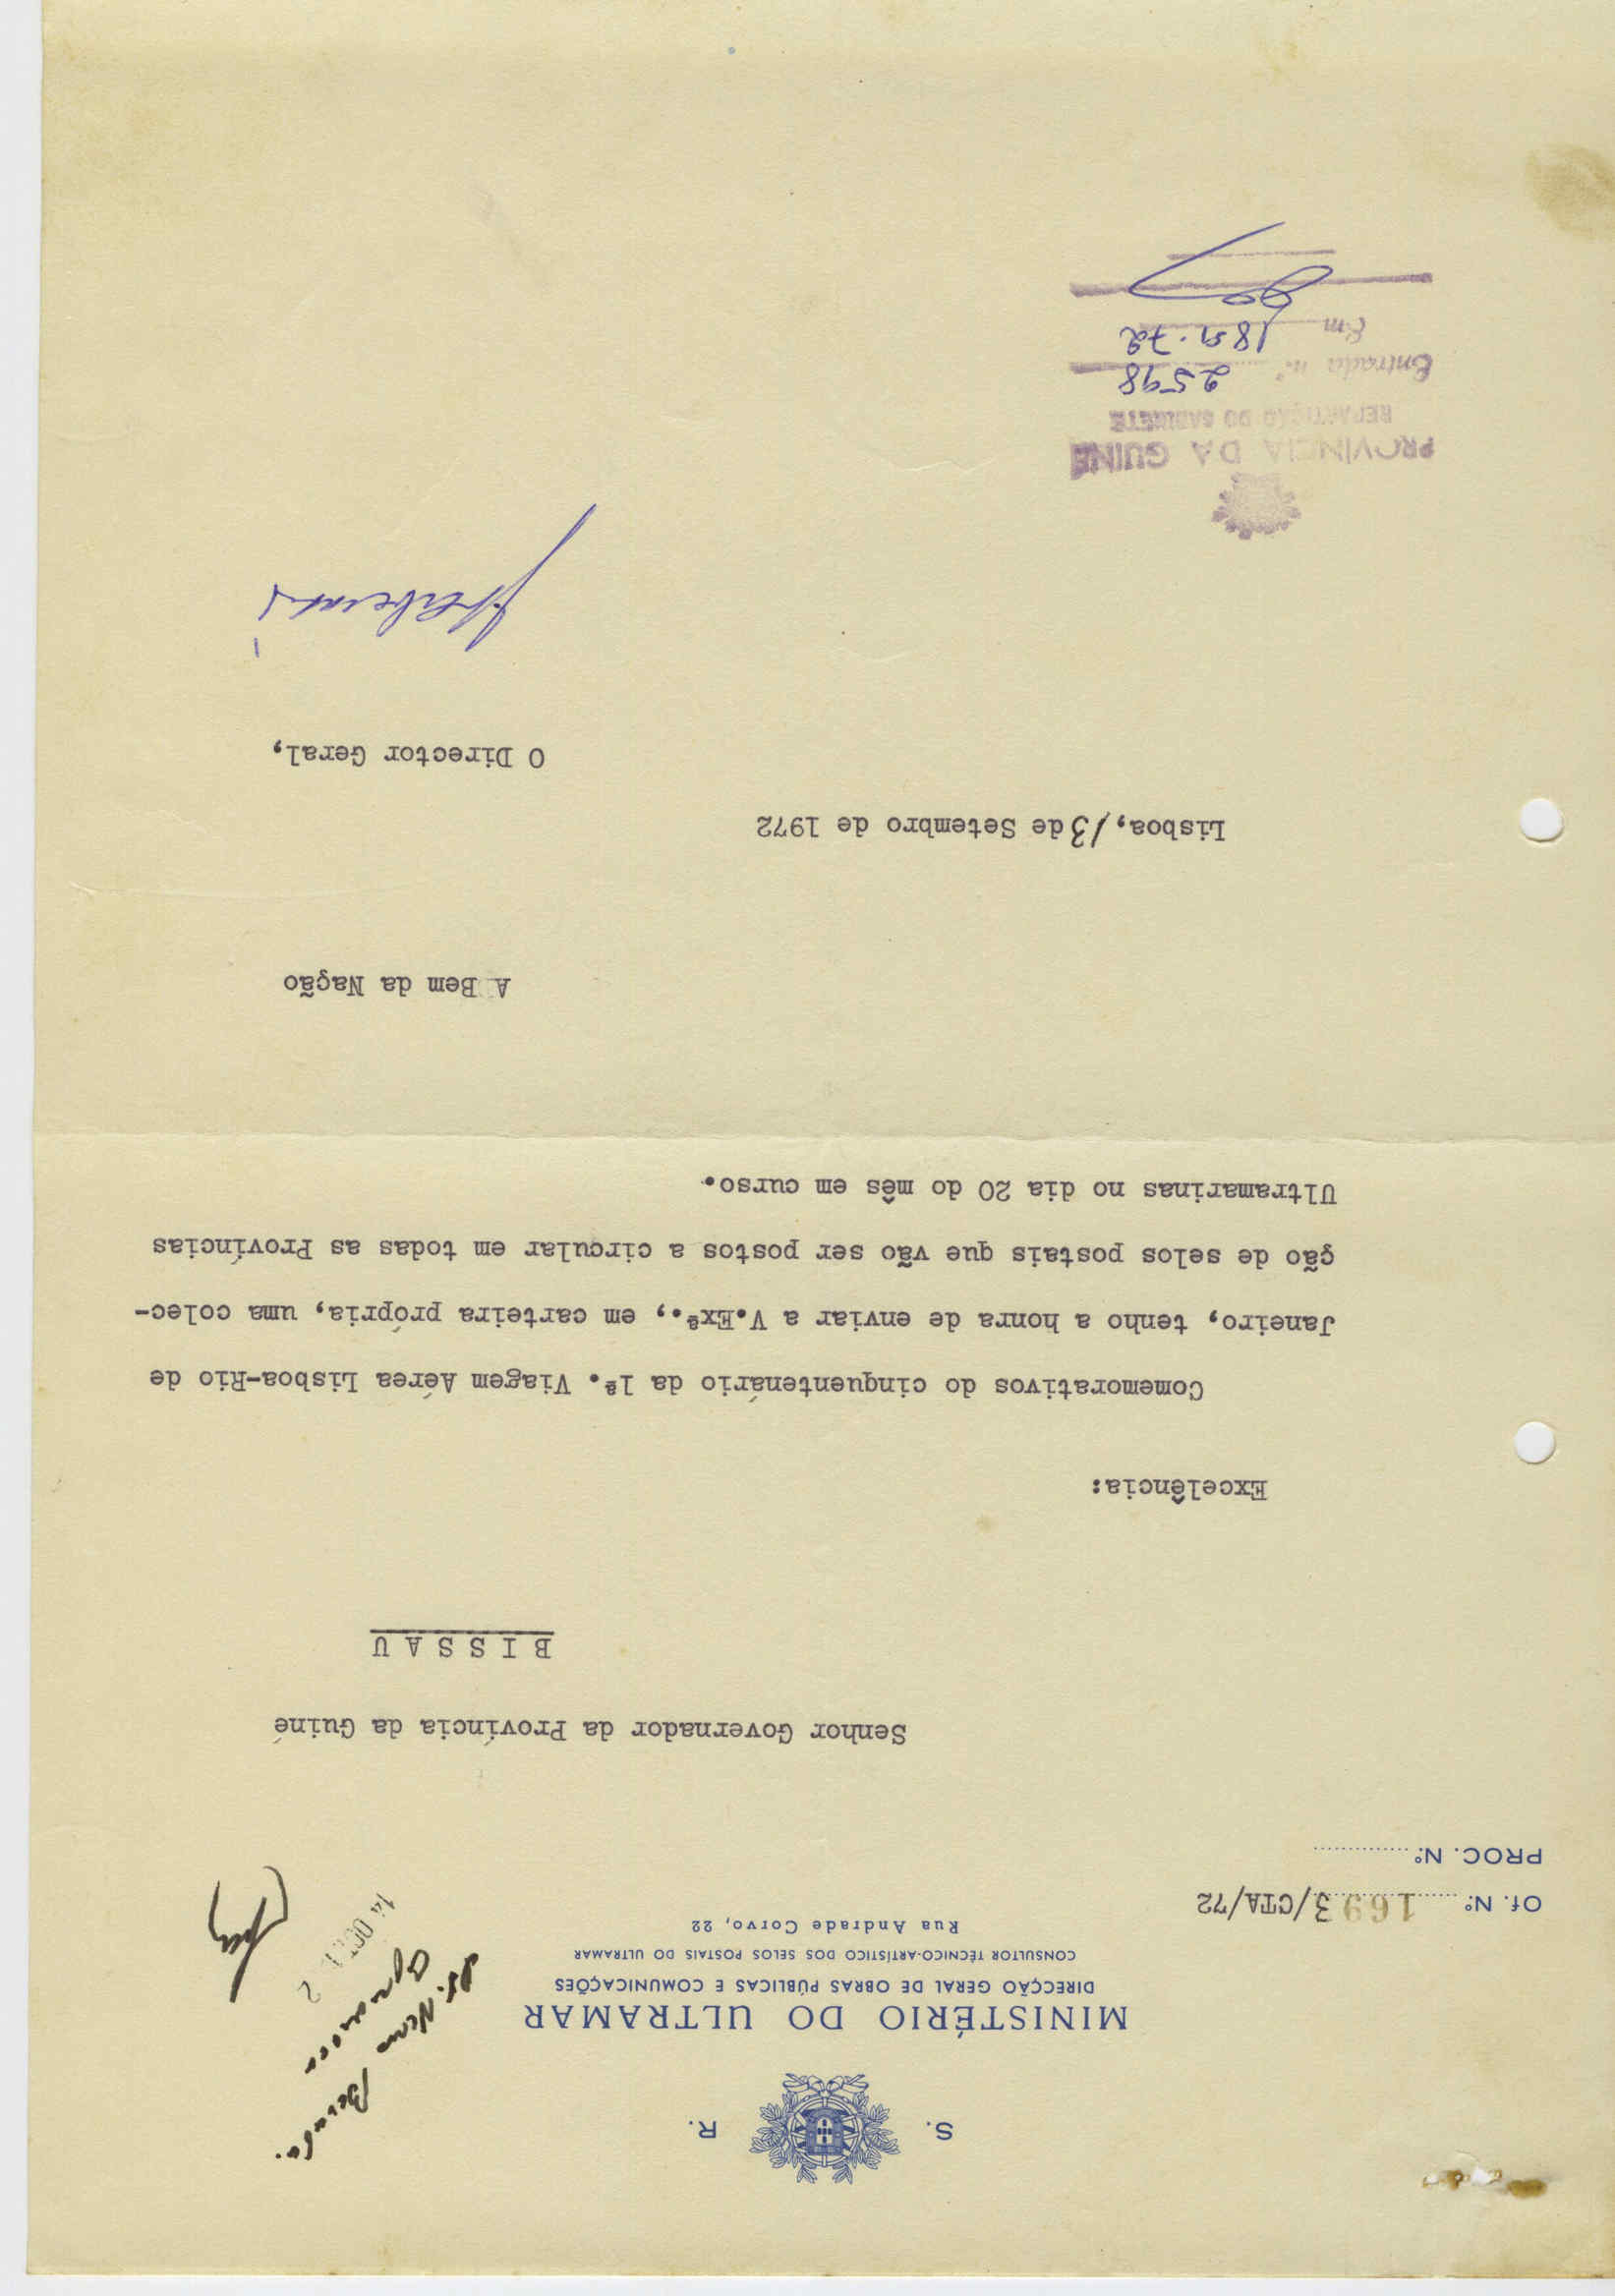 S. R.
MINISTÉRIO DO ULTRAMAR
DIRECÇÃO GERAL DE OBRAS PÚBLICAS E COMUNICAÇÕES
CONSULTOR TÉCNICO-ARTÍSTICO DOS SELOS POSTAIS DO ULTRAMAR
Rua Andrade Corvo, 22
Of. N.º 1693/CTA/72
PROC. N.º
Senhor Governador da Província da Guiné
BISSAU
Excelência:
Comemorativos do cinquentenário da 1ª. Viagem Aérea Lisboa-Rio de
Janeiro, tenho a honra de enviar a V.Exª., em carteira própria, uma colec-
ção de selos postais que vão ser postos a circular em todas as Províncias
Ultramarinas no dia 20 do mês em curso.
A Bem da Nação
Lisboa, 13 de Setembro de 1972
O Director Geral,
PROVINCIA DA GUINÉ
REPARTIÇÃO DO GABINETE
Entrada n.º 2598
Em 18 72